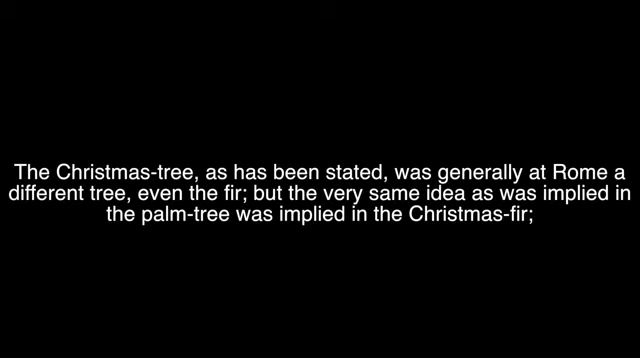 The Christmas-tree, as has been stated, was generally at Rome a
different tree, even the fir; but the very same idea as was implied in
the palm-tree was implied in the Christmas-fir;